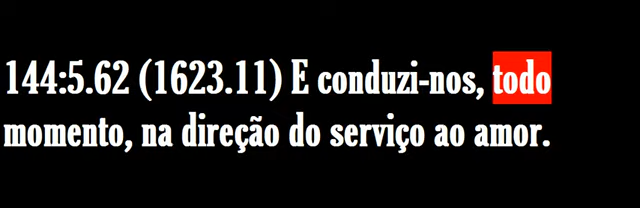 144:5.62 (1623.11) E conduzi-nos, todo
momento, na direção do serviço ao amor.